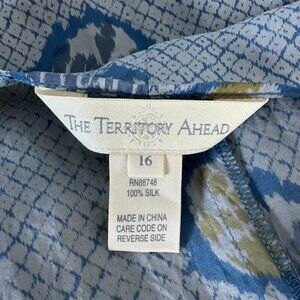 THE TERRITORY AHEAD
16
RN88748
100% SILK
MADE IN CHINA
CARE CODE ON
REVERSE SIDE